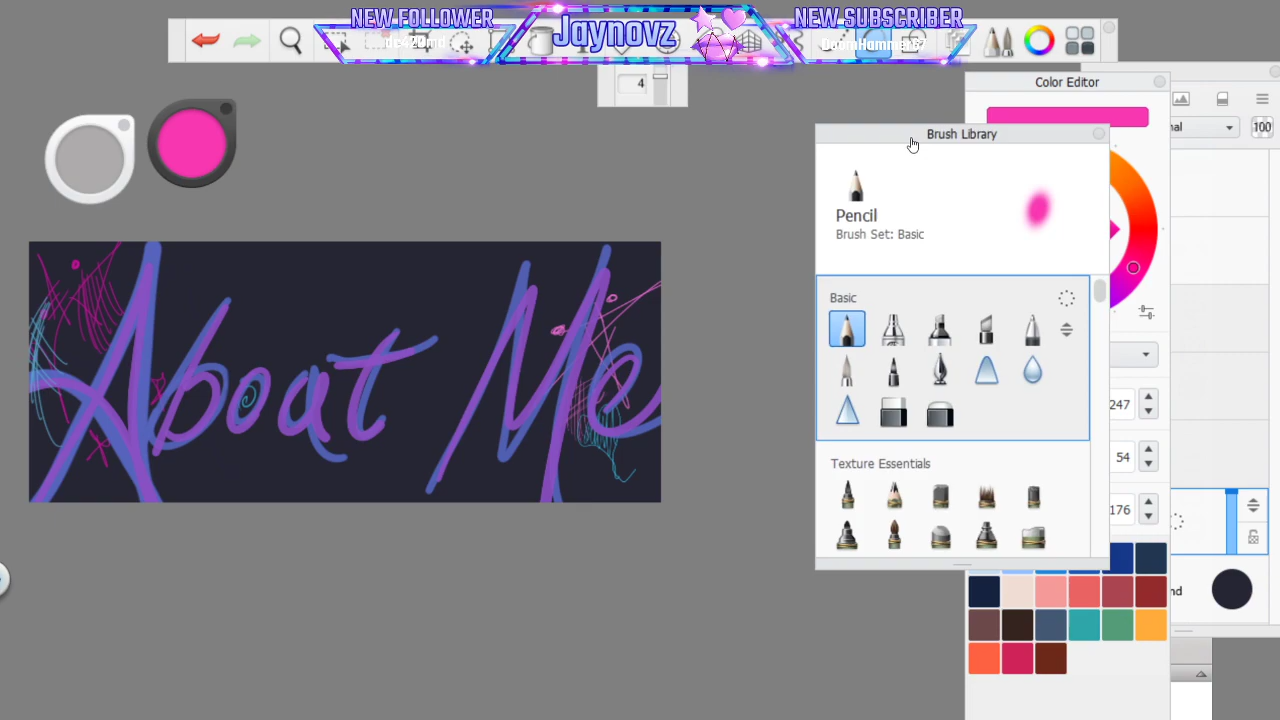 NEW FOLLOWER
Jaynovz
NEW SUBSCRIBER
4
Color Editor
100
Brush Library
Pencil
Brush Set: Basic
Basic
247
54
176
Texture Essentials
About Me